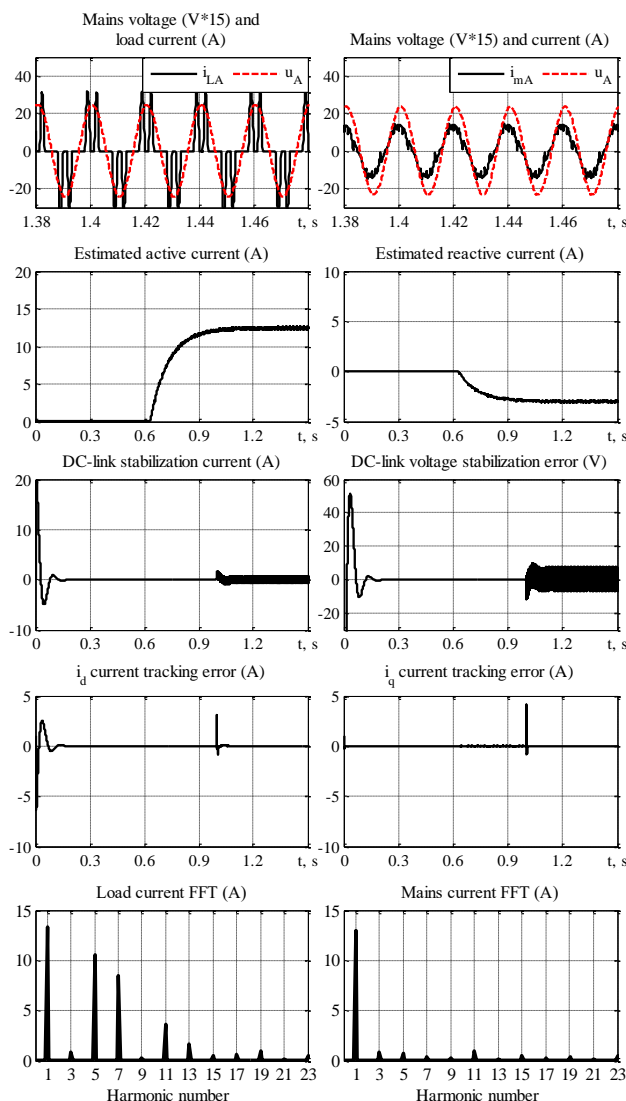 Mains voltage (V*15) and
load current (A)
Mains voltage (V*15) and current (A)
i_LA u_A
i_mA u_A
40
20
0
-20
1.38 1.4 1.42 1.44 1.46 t, s
40
20
0
-20
1.38 1.4 1.42 1.44 1.46 t, s
Estimated active current (A)
Estimated reactive current (A)
20
15
10
5
0
0 0.3 0.6 0.9 1.2 t, s
10
5
0
-5
0 0.3 0.6 0.9 1.2 t, s
DC-link stabilization current (A)
DC-link voltage stabilization error (V)
20
10
0
-10
0 0.3 0.6 0.9 1.2 t, s
60
40
20
0
-20
0 0.3 0.6 0.9 1.2 t, s
i_d current tracking error (A)
i_q current tracking error (A)
5
0
-5
-10
0 0.3 0.6 0.9 1.2 t, s
5
0
-5
-10
0 0.3 0.6 0.9 1.2 t, s
Load current FFT (A)
Mains current FFT (A)
15
10
5
0
1 3 5 7 9 11 13 15 17 19 21 23
Harmonic number
15
10
5
0
1 3 5 7 9 11 13 15 17 19 21 23
Harmonic number